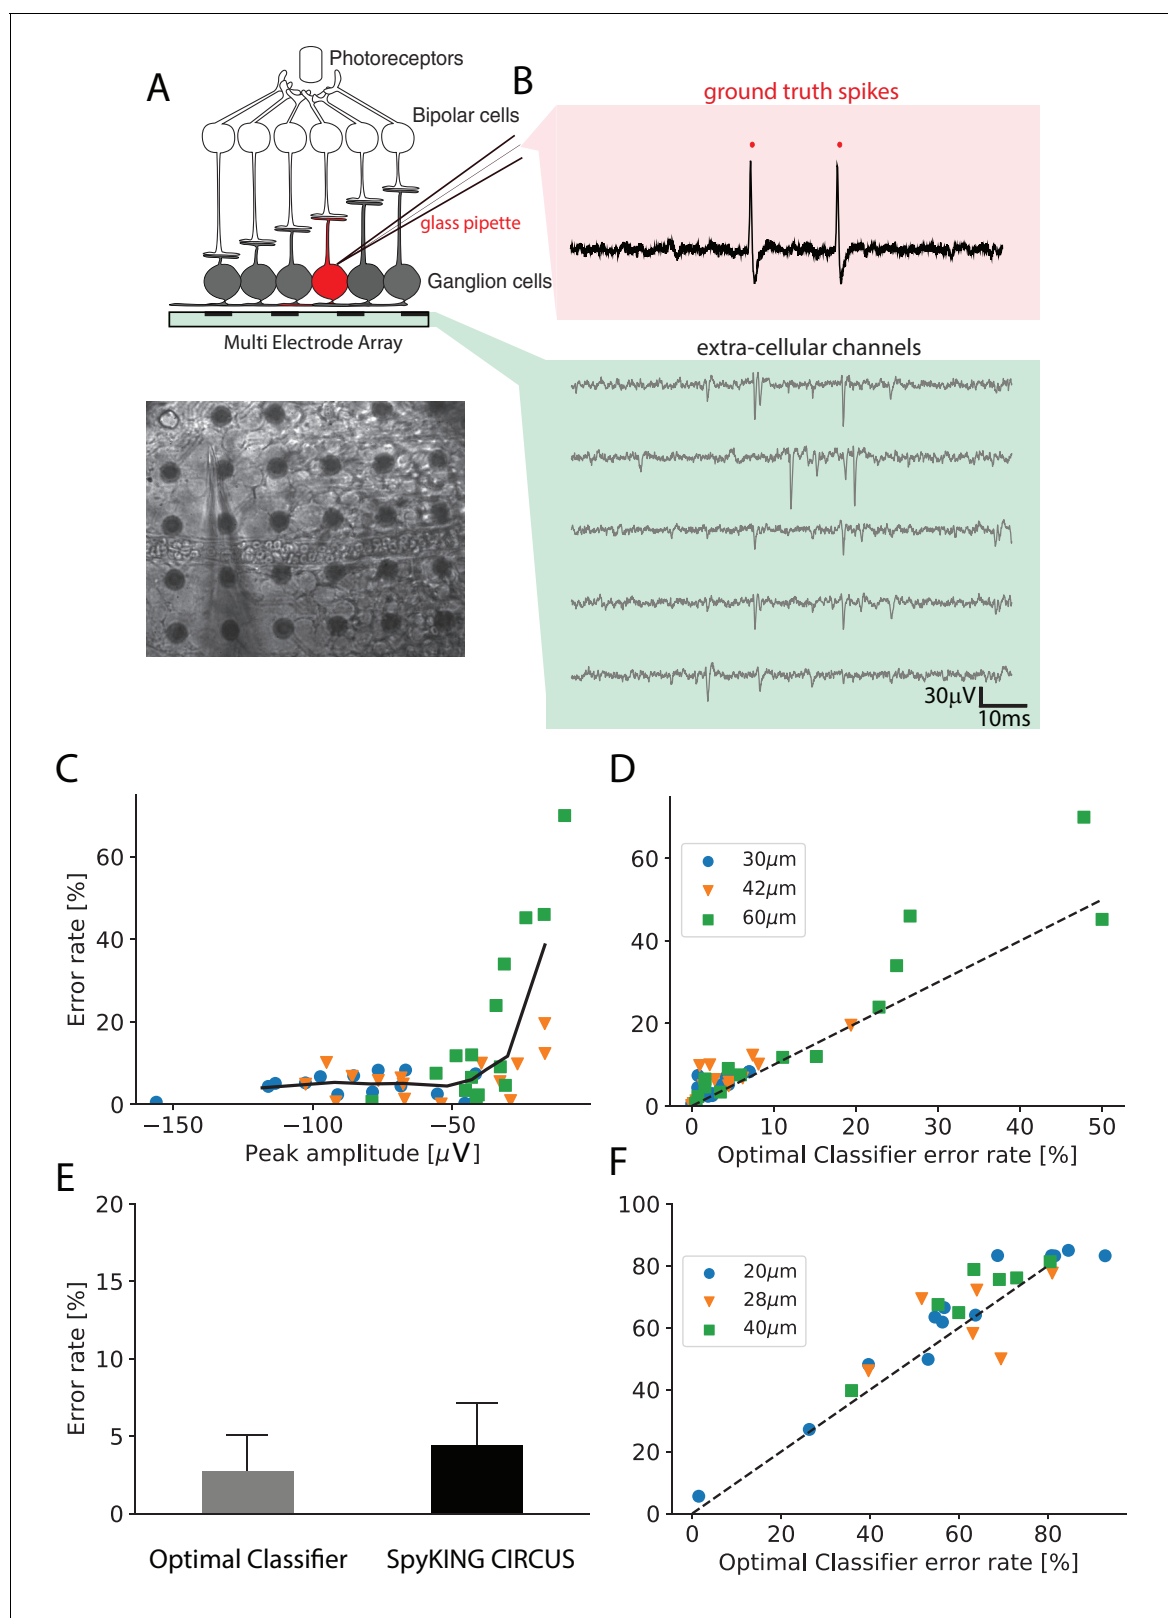 A
Photoreceptors
Bipolar cells
glass pipette
Ganglion cells
Multi Electrode Array
B
ground truth spikes
extra-cellular channels
30μV
10ms
C
Error rate [%]
60
40
20
0
−150
−100
−50
0
Peak amplitude [μV]
D
60
40
20
0
30μm
42μm
60μm
0
10
20
30
40
50
Optimal Classifier error rate [%]
E
Error rate [%]
20
15
10
5
0
Optimal Classifier
SpyKING CIRCUS
F
100
80
60
40
20
0
20μm
28μm
40μm
0
20
40
60
80
Optimal Classifier error rate [%]